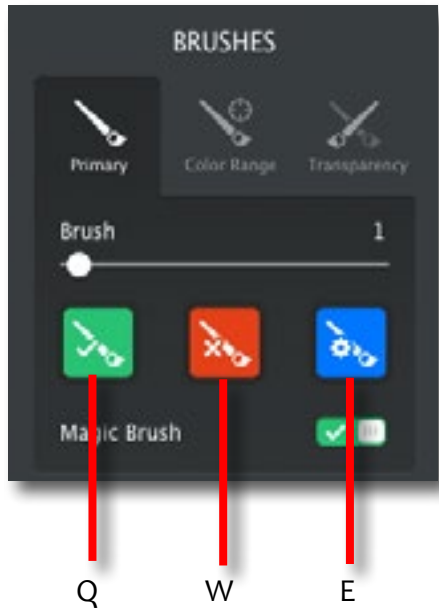 BRUSHES
Primary Color Range Transparency
Brush 1
Magic Brush
Q W E